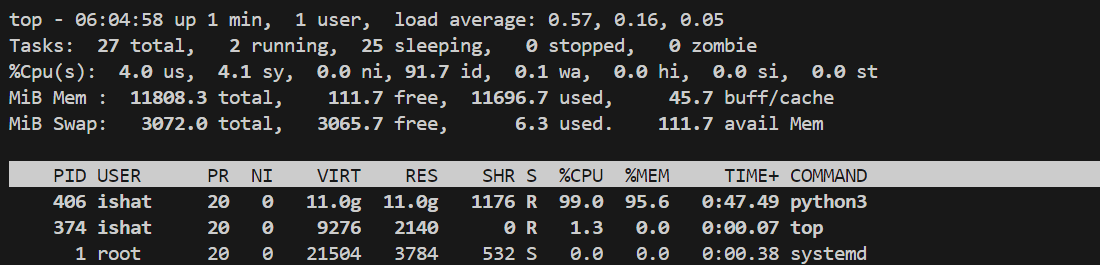 top - 06:04:58 up 1 min,  1 user,  load average: 0.57, 0.16, 0.05
Tasks:  27 total,   2 running,  25 sleeping,   0 stopped,   0 zombie
%Cpu(s):  4.0 us,  4.1 sy,  0.0 ni, 91.7 id,  0.1 wa,  0.0 hi,  0.0 si,  0.0 st
MiB Mem :  11808.3 total,    111.7 free,  11696.7 used,     45.7 buff/cache
MiB Swap:   3072.0 total,   3065.7 free,      6.3 used.    111.7 avail Mem
PID USER      PR  NI    VIRT    RES    SHR S  %CPU  %MEM     TIME+ COMMAND
406 ishat     20   0   11.0g  11.0g   1176 R  99.0  95.6   0:47.49 python3
374 ishat     20   0    9276   2140      0 R   1.3   0.0   0:00.07 top
1 root      20   0   21504   3784    532 S   0.0   0.0   0:00.38 systemd